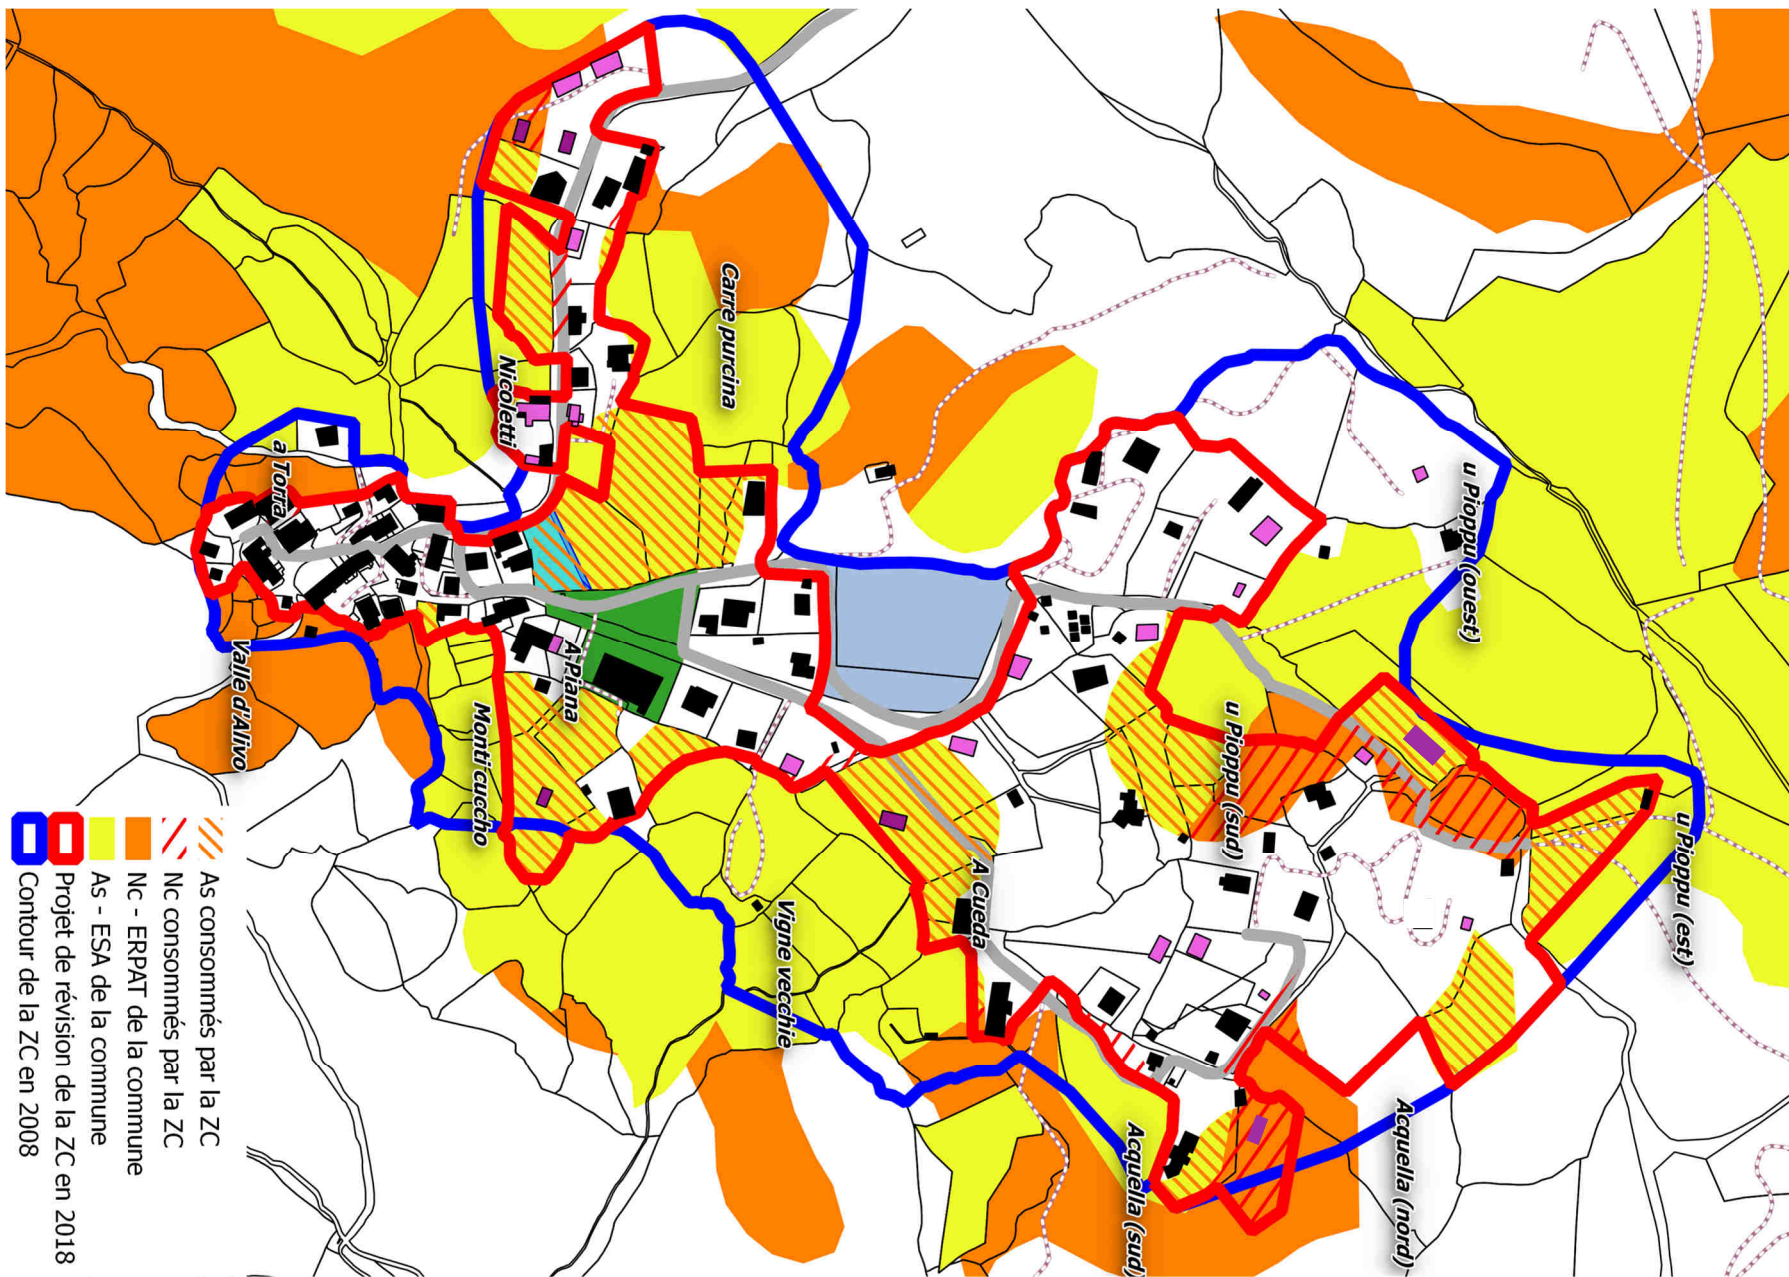 u Pioppu (est)
u Pioppu (ouest)
Acquella (nord)
u Pioppu (sud)
Acquella (sud)
A Cueda
Carre purcina
Vigne vecchie
A Piana
Nicoletti
Monticuccho
a Torra
Valle d'Alivo
As consommés par la ZC
Nc consommés par la ZC
Nc - ERPAT de la commune
As - ESA de la commune
Projet de révision de la ZC en 2018
Contour de la ZC en 2008